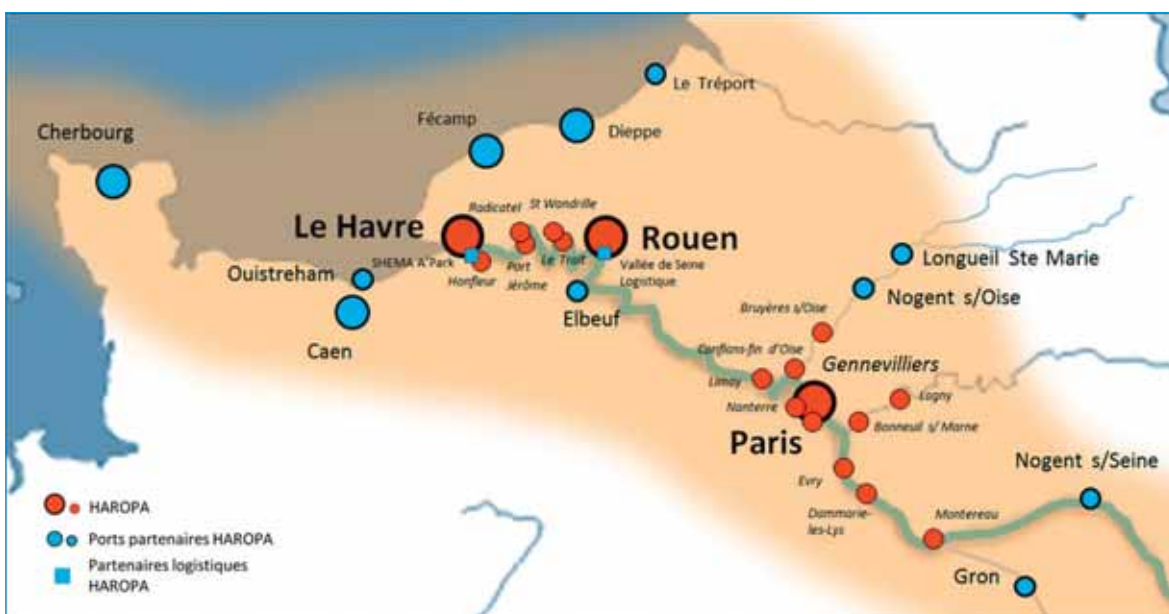 Le Tréport
Fécamp
Dieppe
Cherbourg
Radicatel
St Wandrille
Le Havre
Rouen
SHEMA A'Park
Honfleur
Port
Jérôme
Le Trait
Vallée de Seine
Logistique
Ouistreham
Elbeuf
Caen
Longueil Ste Marie
Nogent s/Oise
Bruyères s/Oise
Conflans-fin d'Oise
Gennevilliers
Limay
Nanterre
Lagny
Bonneuil s/ Marne
Paris
Nogent s/Seine
Evry
Dammarie-
les-Lys
Montereau
Gron
HAROPA
Ports partenaires HAROPA
Partenaires logistiques
HAROPA